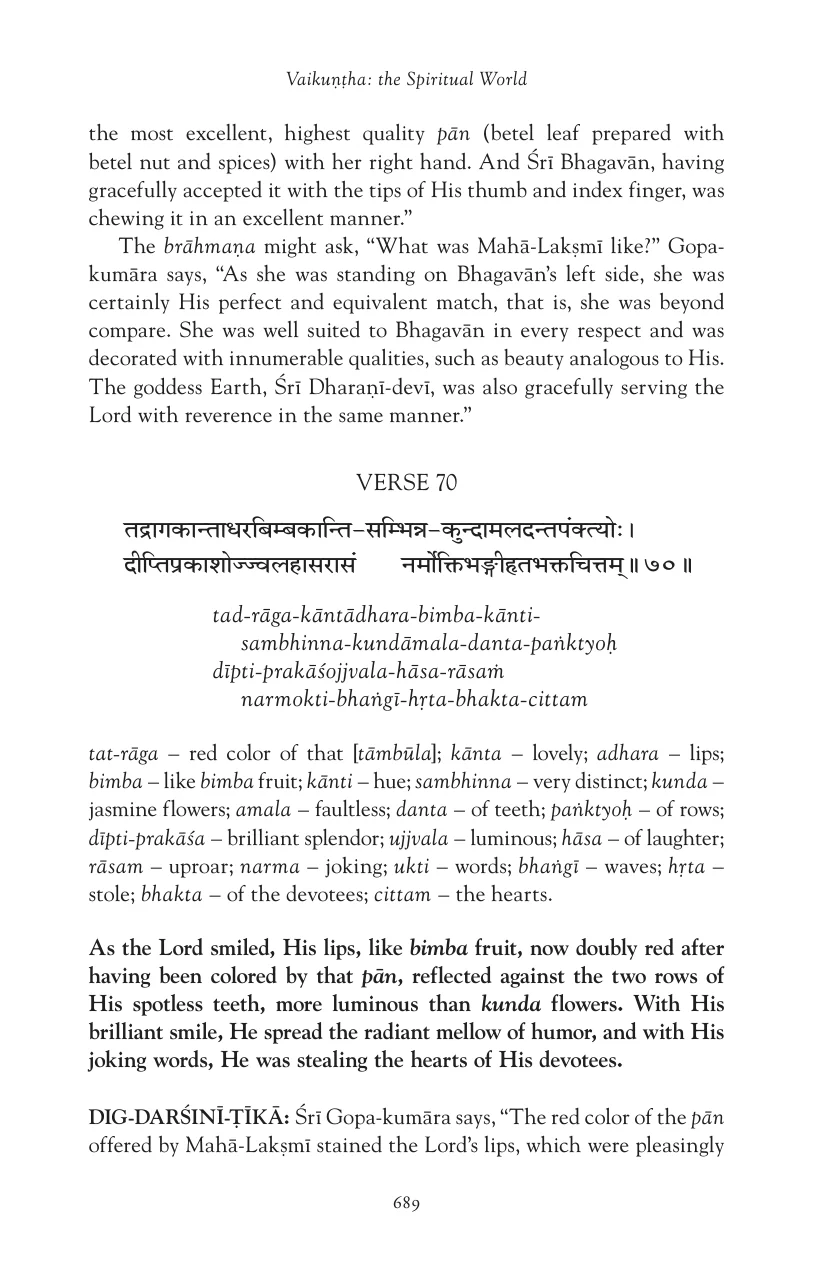 Vaikuṇṭha: the Spiritual World
the most excellent, highest quality pān (betel leaf prepared with
betel nut and spices) with her right hand. And Śrī Bhagavān, having
gracefully accepted it with the tips of His thumb and index finger, was
chewing it in an excellent manner.”
The brāhmaṇa might ask, “What was Mahā-Lakṣmī like?” Gopa-
kumāra says, “As she was standing on Bhagavān’s left side, she was
certainly His perfect and equivalent match, that is, she was beyond
compare. She was well suited to Bhagavān in every respect and was
decorated with innumerable qualities, such as beauty analogous to His.
The goddess Earth, Śrī Dharaṇī-devī, was also gracefully serving the
Lord with reverence in the same manner.”
VERSE 70
तद्रागकान्ताधरबिम्बकान्ति–सम्भिन्न–कुन्दामलदन्तपंक्त्योः ।
दीप्तिप्रकाशोज्ज्वलहासरासं नर्मोक्तिभङ्गीहृतभक्तचित्तम् ॥ ७० ॥
tad-rāga-kāntādhara-bimba-kānti-
sambhinna-kundāmala-danta-paṅktyoḥ
dīpti-prakāśojjvala-hāsa-rāsaṁ
narmokti-bhaṅgī-hṛta-bhakta-cittam
tat-rāga – red color of that [tāmbūla]; kānta – lovely; adhara – lips;
bimba – like bimba fruit; kānti – hue; sambhinna – very distinct; kunda –
jasmine flowers; amala – faultless; danta – of teeth; paṅktyoḥ – of rows;
dīpti-prakāśa – brilliant splendor; ujjvala – luminous; hāsa – of laughter;
rāsam – uproar; narma – joking; ukti – words; bhaṅgī – waves; hṛta –
stole; bhakta – of the devotees; cittam – the hearts.
As the Lord smiled, His lips, like bimba fruit, now doubly red after
having been colored by that pān, reflected against the two rows of
His spotless teeth, more luminous than kunda flowers. With His
brilliant smile, He spread the radiant mellow of humor, and with His
joking words, He was stealing the hearts of His devotees.
DIG-DARŚINĪ-ṬĪKĀ: Śrī Gopa-kumāra says, “The red color of the pān
offered by Mahā-Lakṣmī stained the Lord’s lips, which were pleasingly
689